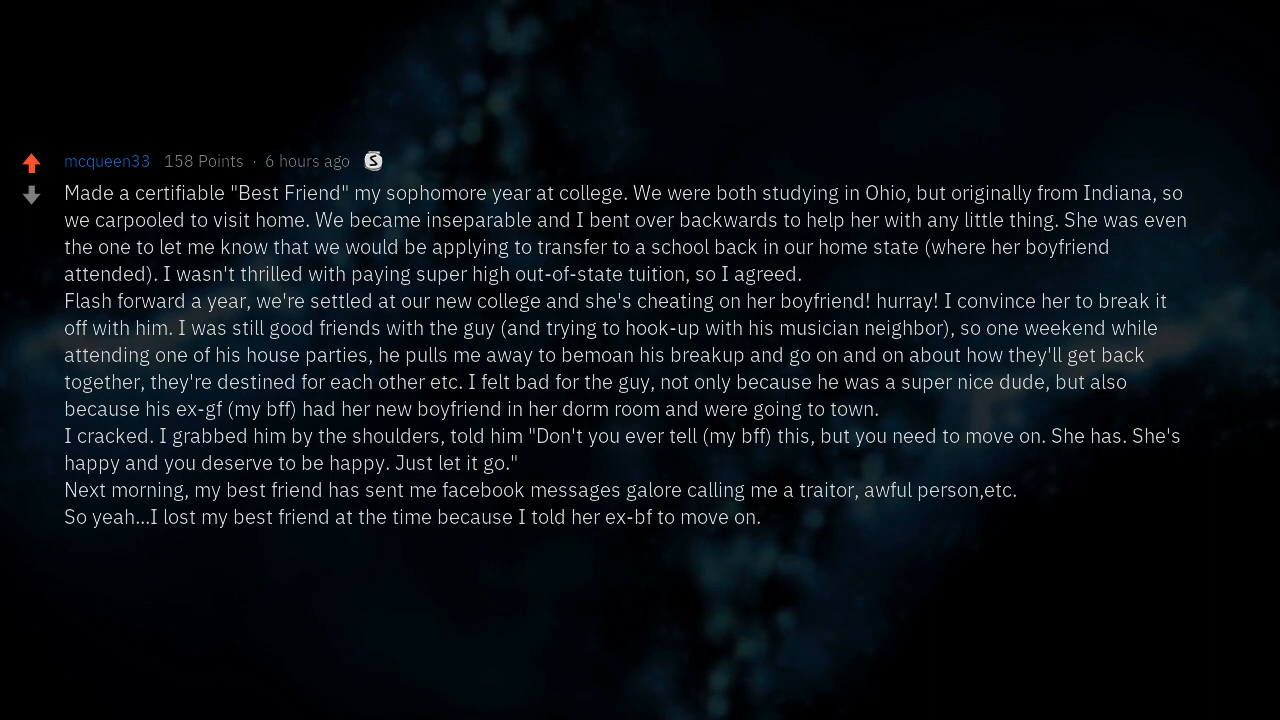 mcqueen33 158 Points · 6 hours ago S
Made a certifiable "Best Friend" my sophomore year at college. We were both studying in Ohio, but originally from Indiana, so
we carpooled to visit home. We became inseparable and I bent over backwards to help her with any little thing. She was even
the one to let me know that we would be applying to transfer to a school back in our home state (where her boyfriend
attended). I wasn't thrilled with paying super high out-of-state tuition, so I agreed.
Flash forward a year, we're settled at our new college and she's cheating on her boyfriend! hurray! I convince her to break it
off with him. I was still good friends with the guy (and trying to hook-up with his musician neighbor), so one weekend while
attending one of his house parties, he pulls me away to bemoan his breakup and go on and on about how they'll get back
together, they're destined for each other etc. I felt bad for the guy, not only because he was a super nice dude, but also
because his ex-gf (my bff) had her new boyfriend in her dorm room and were going to town.
I cracked. I grabbed him by the shoulders, told him "Don't you ever tell (my bff) this, but you need to move on. She has. She's
happy and you deserve to be happy. Just let it go."
Next morning, my best friend has sent me facebook messages galore calling me a traitor, awful person,etc.
So yeah...I lost my best friend at the time because I told her ex-bf to move on.